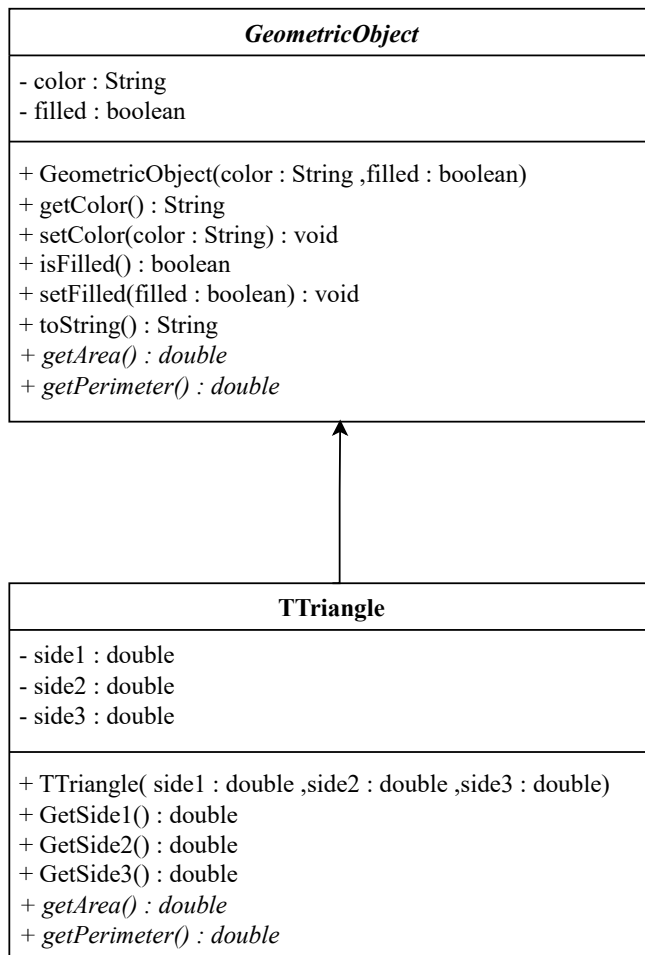 GeometricObject
- color : String
- filled : boolean
+ GeometricObject(color : String ,filled : boolean)
+ getColor() : String
+ setColor(color : String) : void
+ isFilled() : boolean
+ setFilled(filled : boolean) : void
+ toString() : String
+ getArea() : double
+ getPerimeter() : double
TTriangle
- side1 : double
- side2 : double
- side3 : double
+ TTriangle( side1 : double ,side2 : double ,side3 : double)
+ GetSide1() : double
+ GetSide2() : double
+ GetSide3() : double
+ getArea() : double
+ getPerimeter() : double